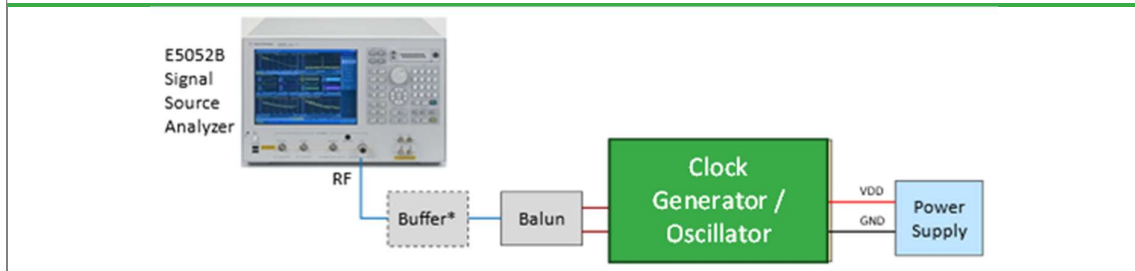 E5052B
Signal
Source
Analyzer
RF
Buffer*
Balun
Clock
Generator /
Oscillator
VDD
GND
Power
Supply